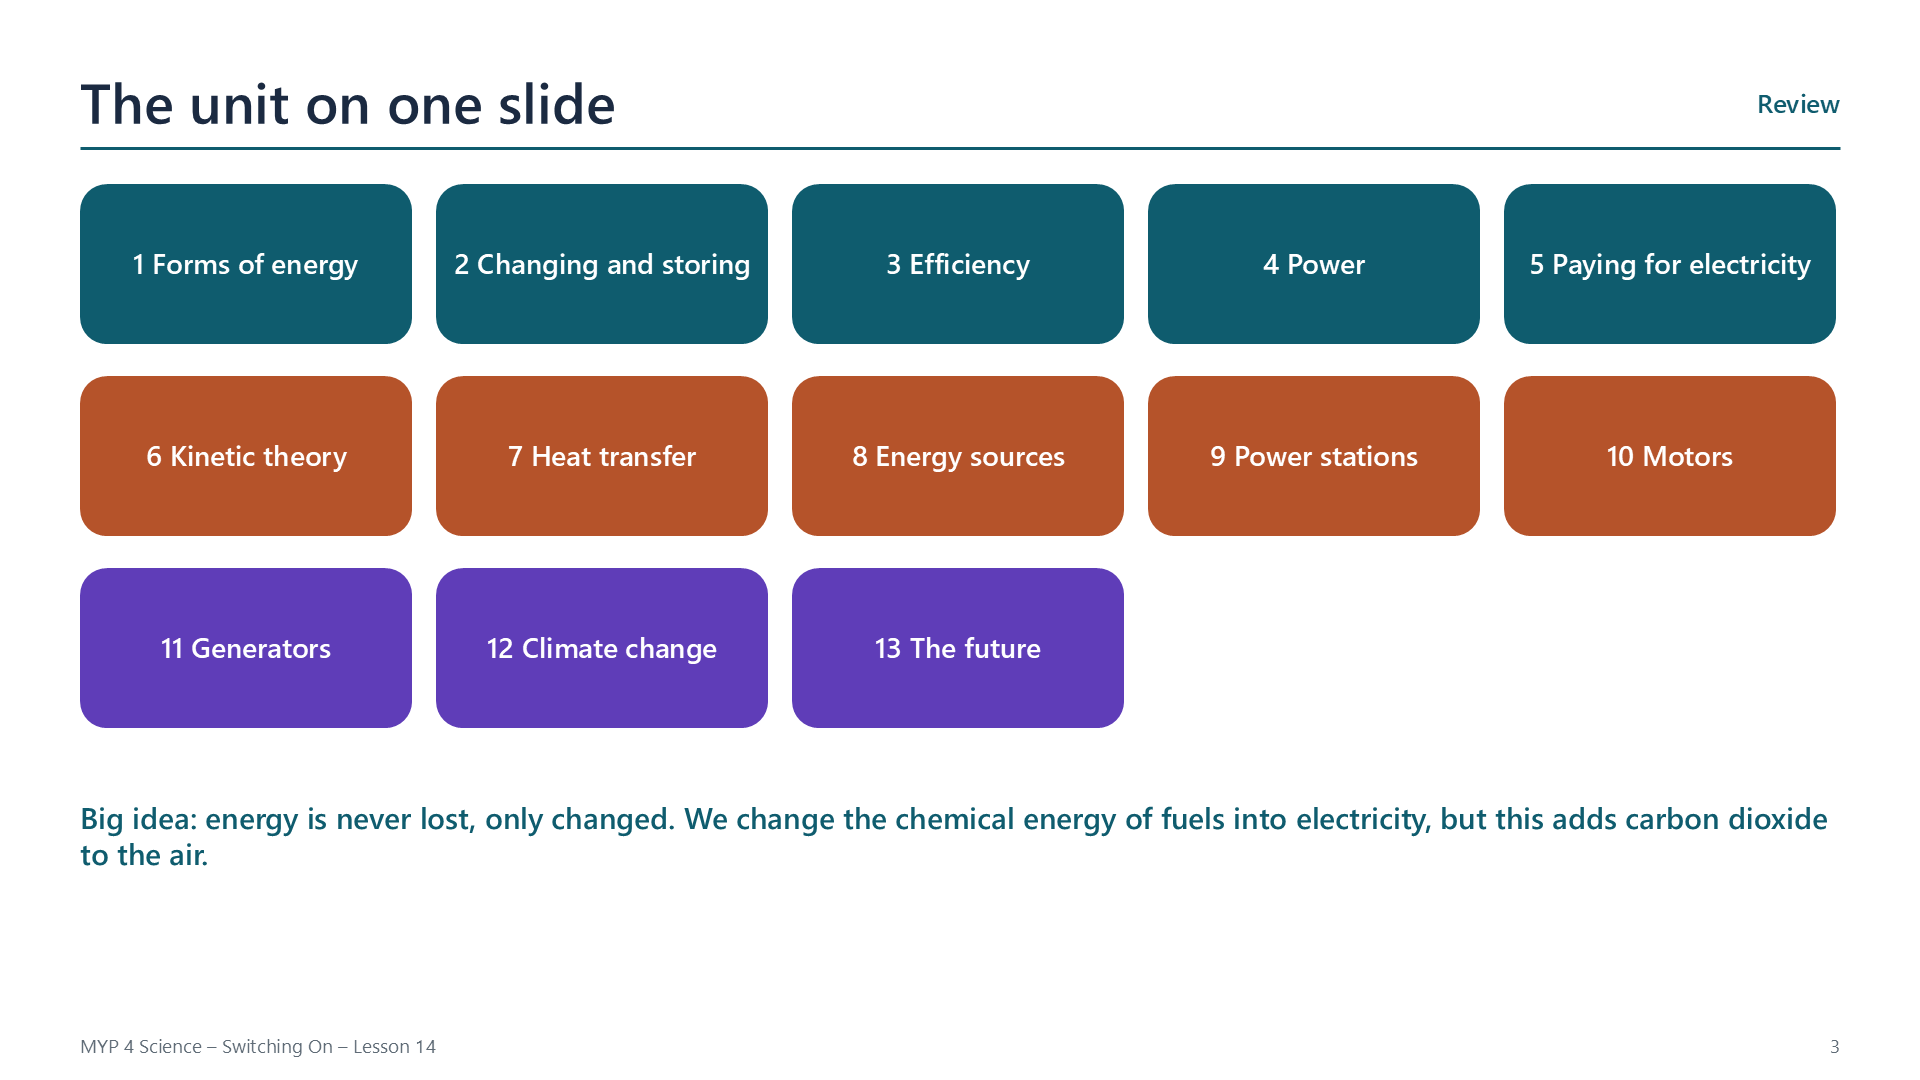 The unit on one slide
Review
1 Forms of energy
2 Changing and storing
3 Efficiency
4 Power
5 Paying for electricity
6 Kinetic theory
7 Heat transfer
8 Energy sources
9 Power stations
10 Motors
11 Generators
12 Climate change
13 The future
Big idea: energy is never lost, only changed. We change the chemical energy of fuels into electricity, but this adds carbon dioxide
to the air.
MYP 4 Science – Switching On – Lesson 14
3